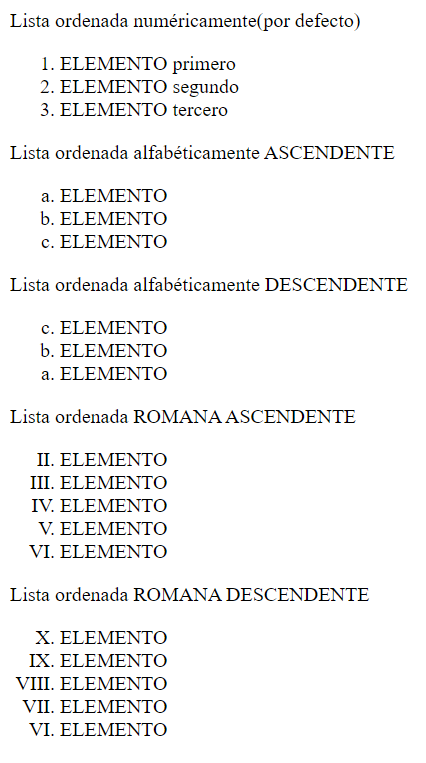 Lista ordenada numéricamente(por defecto)
1. ELEMENTO primero
2. ELEMENTO segundo
3. ELEMENTO tercero
Lista ordenada alfabéticamente ASCENDENTE
a. ELEMENTO
b. ELEMENTO
c. ELEMENTO
Lista ordenada alfabéticamente DESCENDENTE
c. ELEMENTO
b. ELEMENTO
a. ELEMENTO
Lista ordenada ROMANA ASCENDENTE
II. ELEMENTO
III. ELEMENTO
IV. ELEMENTO
V. ELEMENTO
VI. ELEMENTO
Lista ordenada ROMANA DESCENDENTE
X. ELEMENTO
IX. ELEMENTO
VIII. ELEMENTO
VII. ELEMENTO
VI. ELEMENTO